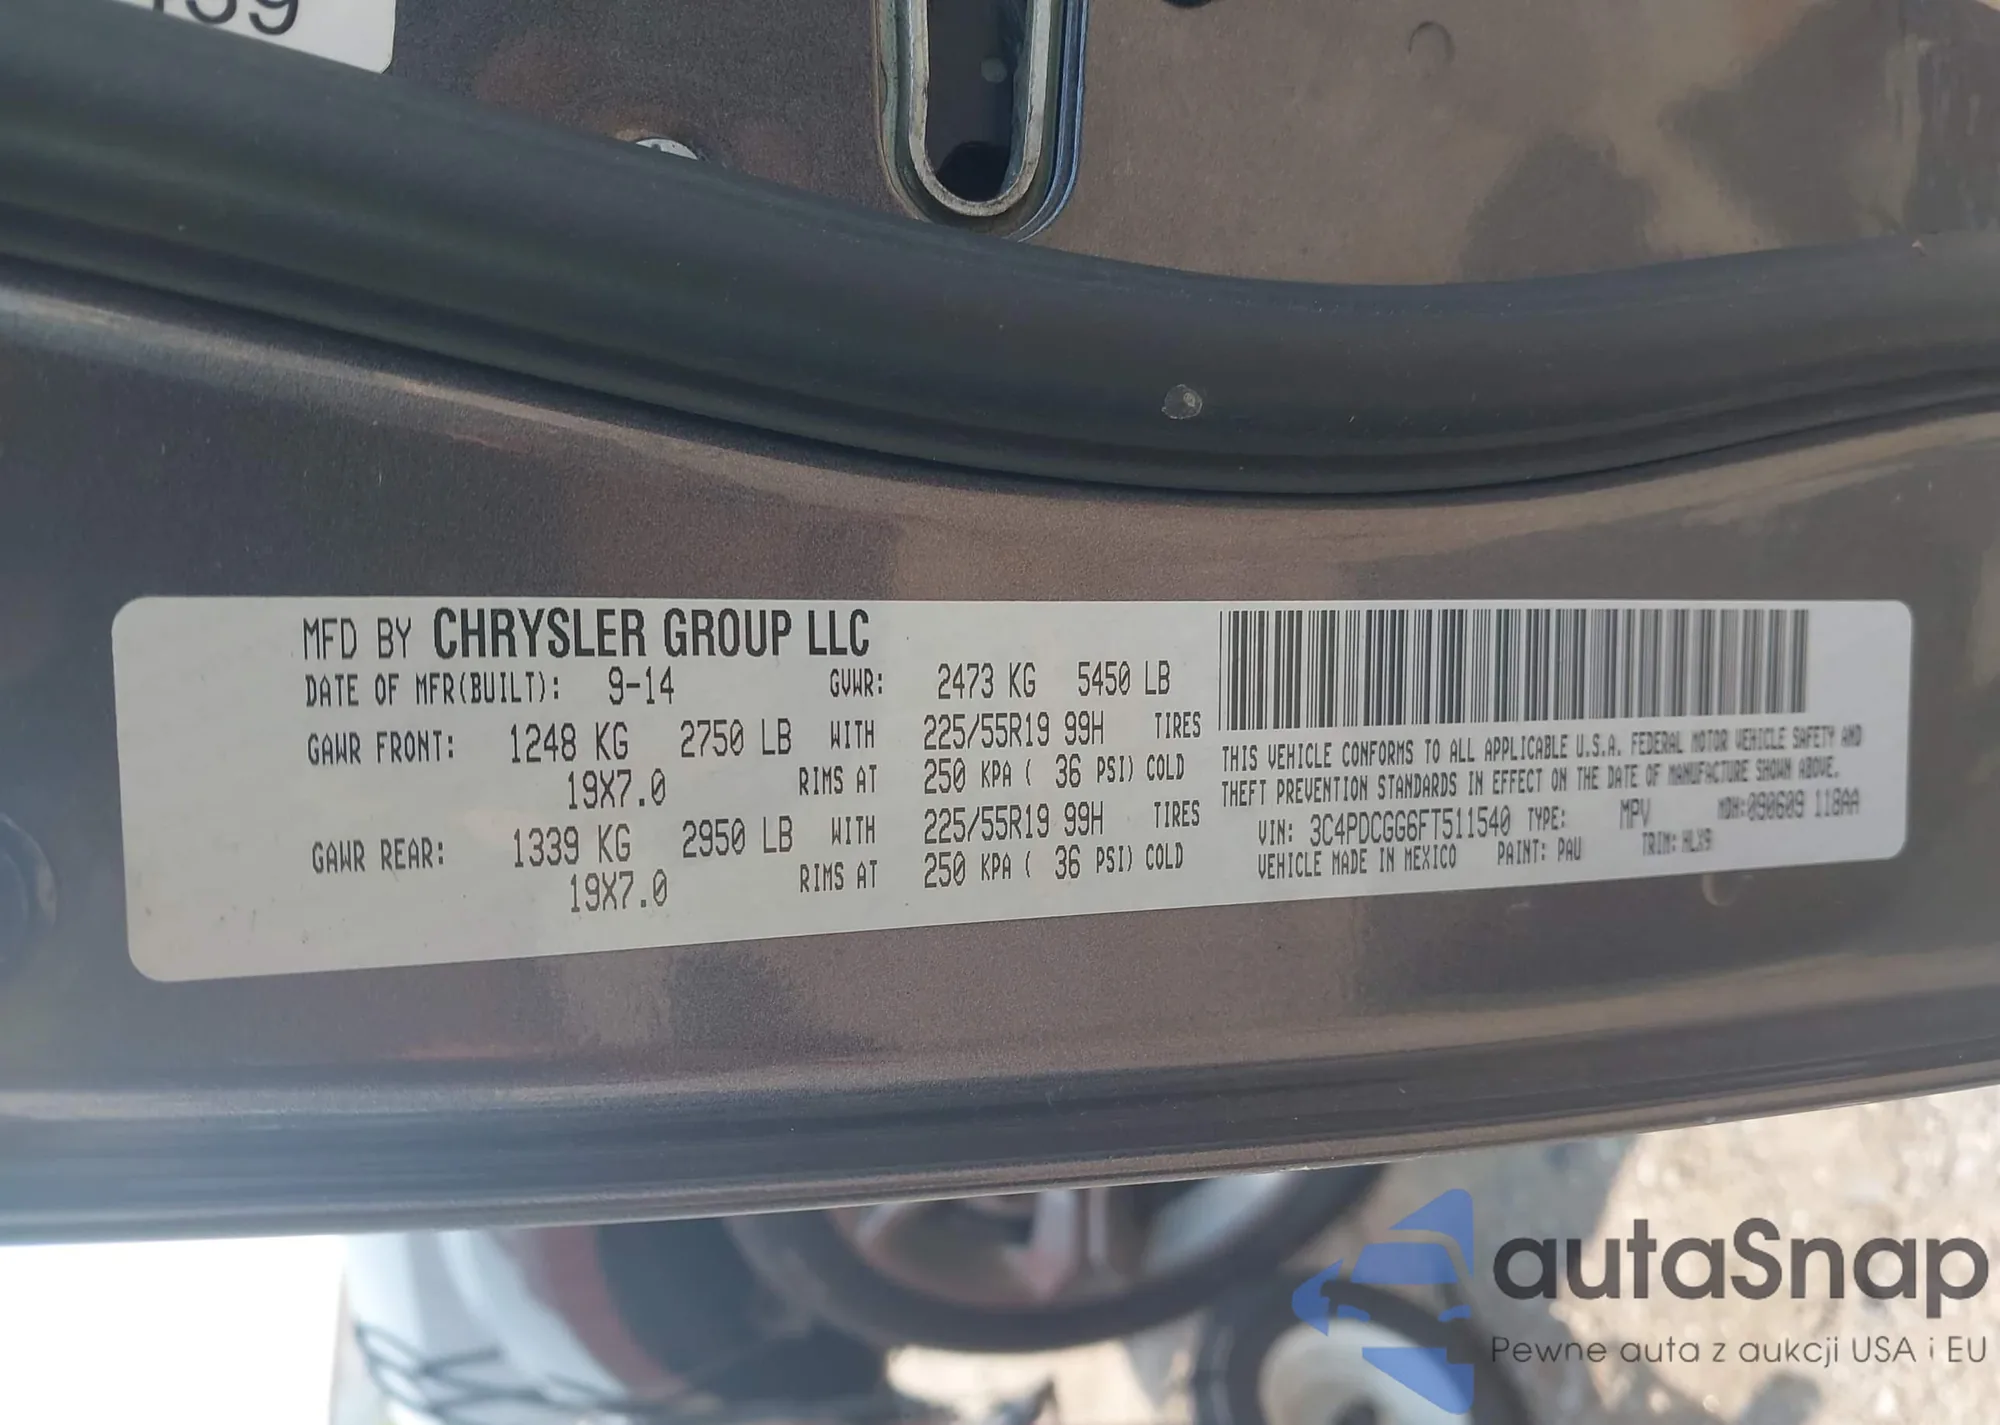 MFD BY CHRYSLER GROUP LLC
DATE OF MFR(BUILT): 9-14 GVWR: 2473 KG 5450 LB
GAWR FRONT: 1248 KG 2750 LB WITH 225/55R19 99H TIRES
19X7.0 RIMS AT 250 KPA ( 36 PSI) COLD
GAWR REAR: 1339 KG 2950 LB WITH 225/55R19 99H TIRES
19X7.0 RIMS AT 250 KPA ( 36 PSI) COLD
THIS VEHICLE CONFORMS TO ALL APPLICABLE U.S.A. FEDERAL MOTOR VEHICLE SAFETY AND
THEFT PREVENTION STANDARDS IN EFFECT ON THE DATE OF MANUFACTURE SHOWN ABOVE.
VIN: 3C4PDCGG6FT511540 TYPE: MPV MDH:090609 118AA
VEHICLE MADE IN MEXICO PAINT: PAU TRIM: HLX9
autaSnap
Pewne auta z aukcji USA i EU